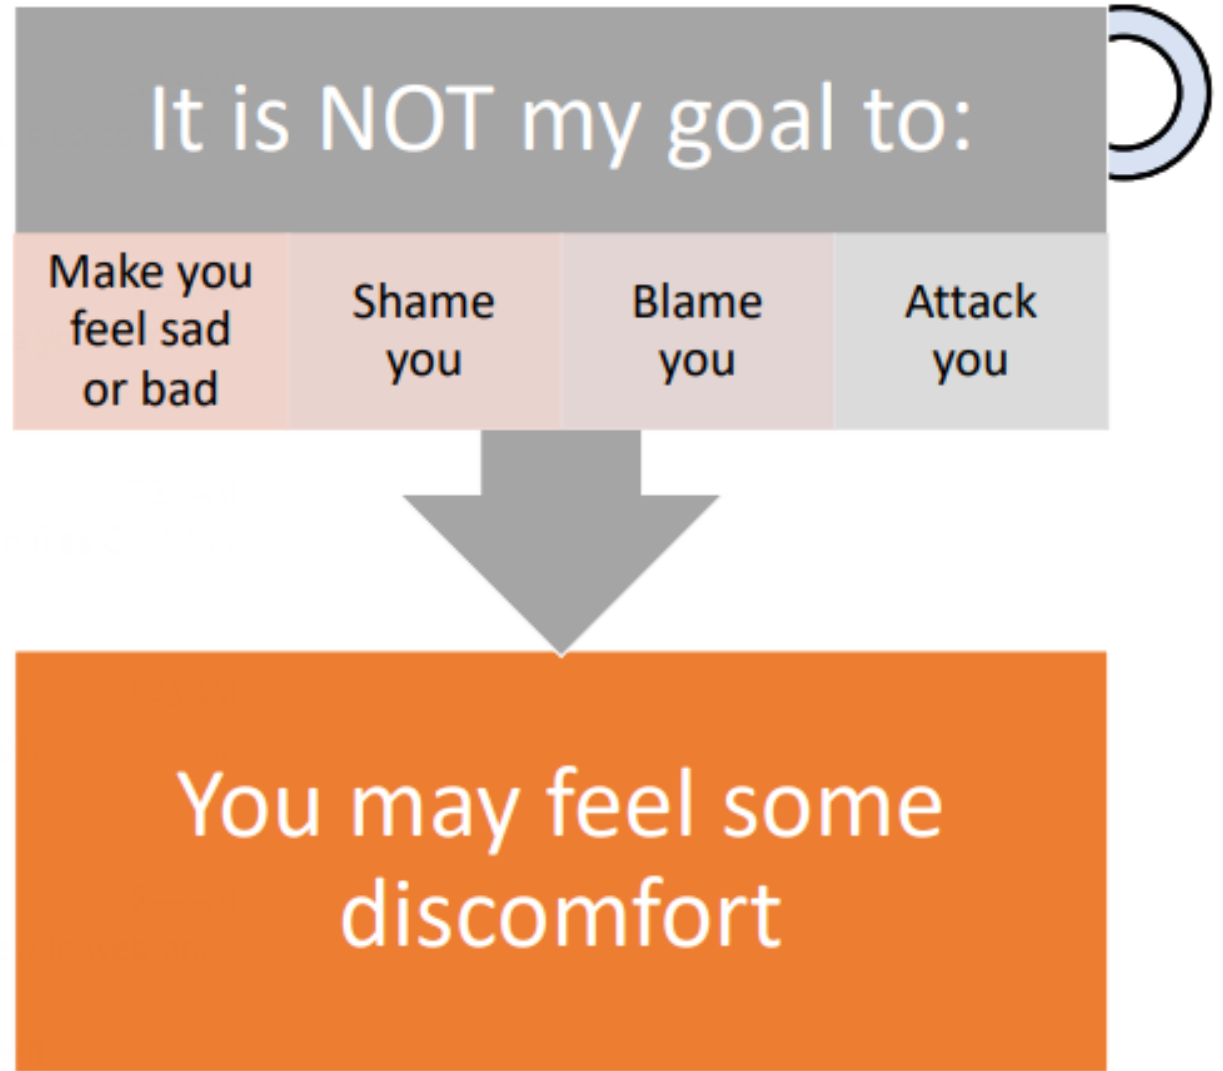 It is NOT my goal to:
Make you
feel sad
or bad
Shame
you
Blame
you
Attack
you
You may feel some
discomfort